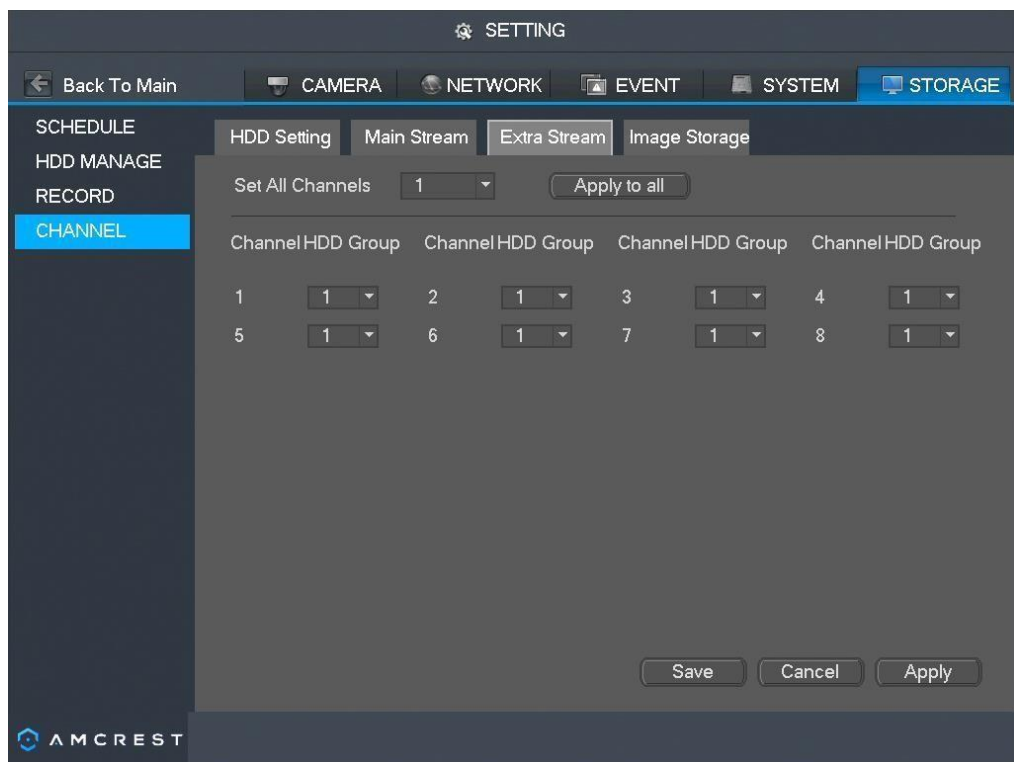 SETTING
Back To Main CAMERA NETWORK EVENT SYSTEM STORAGE
SCHEDULE
HDD MANAGE
RECORD
CHANNEL
HDD Setting Main Stream Extra Stream Image Storage
Set All Channels 1 Apply to all
Channel HDD Group Channel HDD Group Channel HDD Group Channel HDD Group
1 1 2 1 3 1 4 1
5 1 6 1 7 1 8 1
Save Cancel Apply
AMCREST